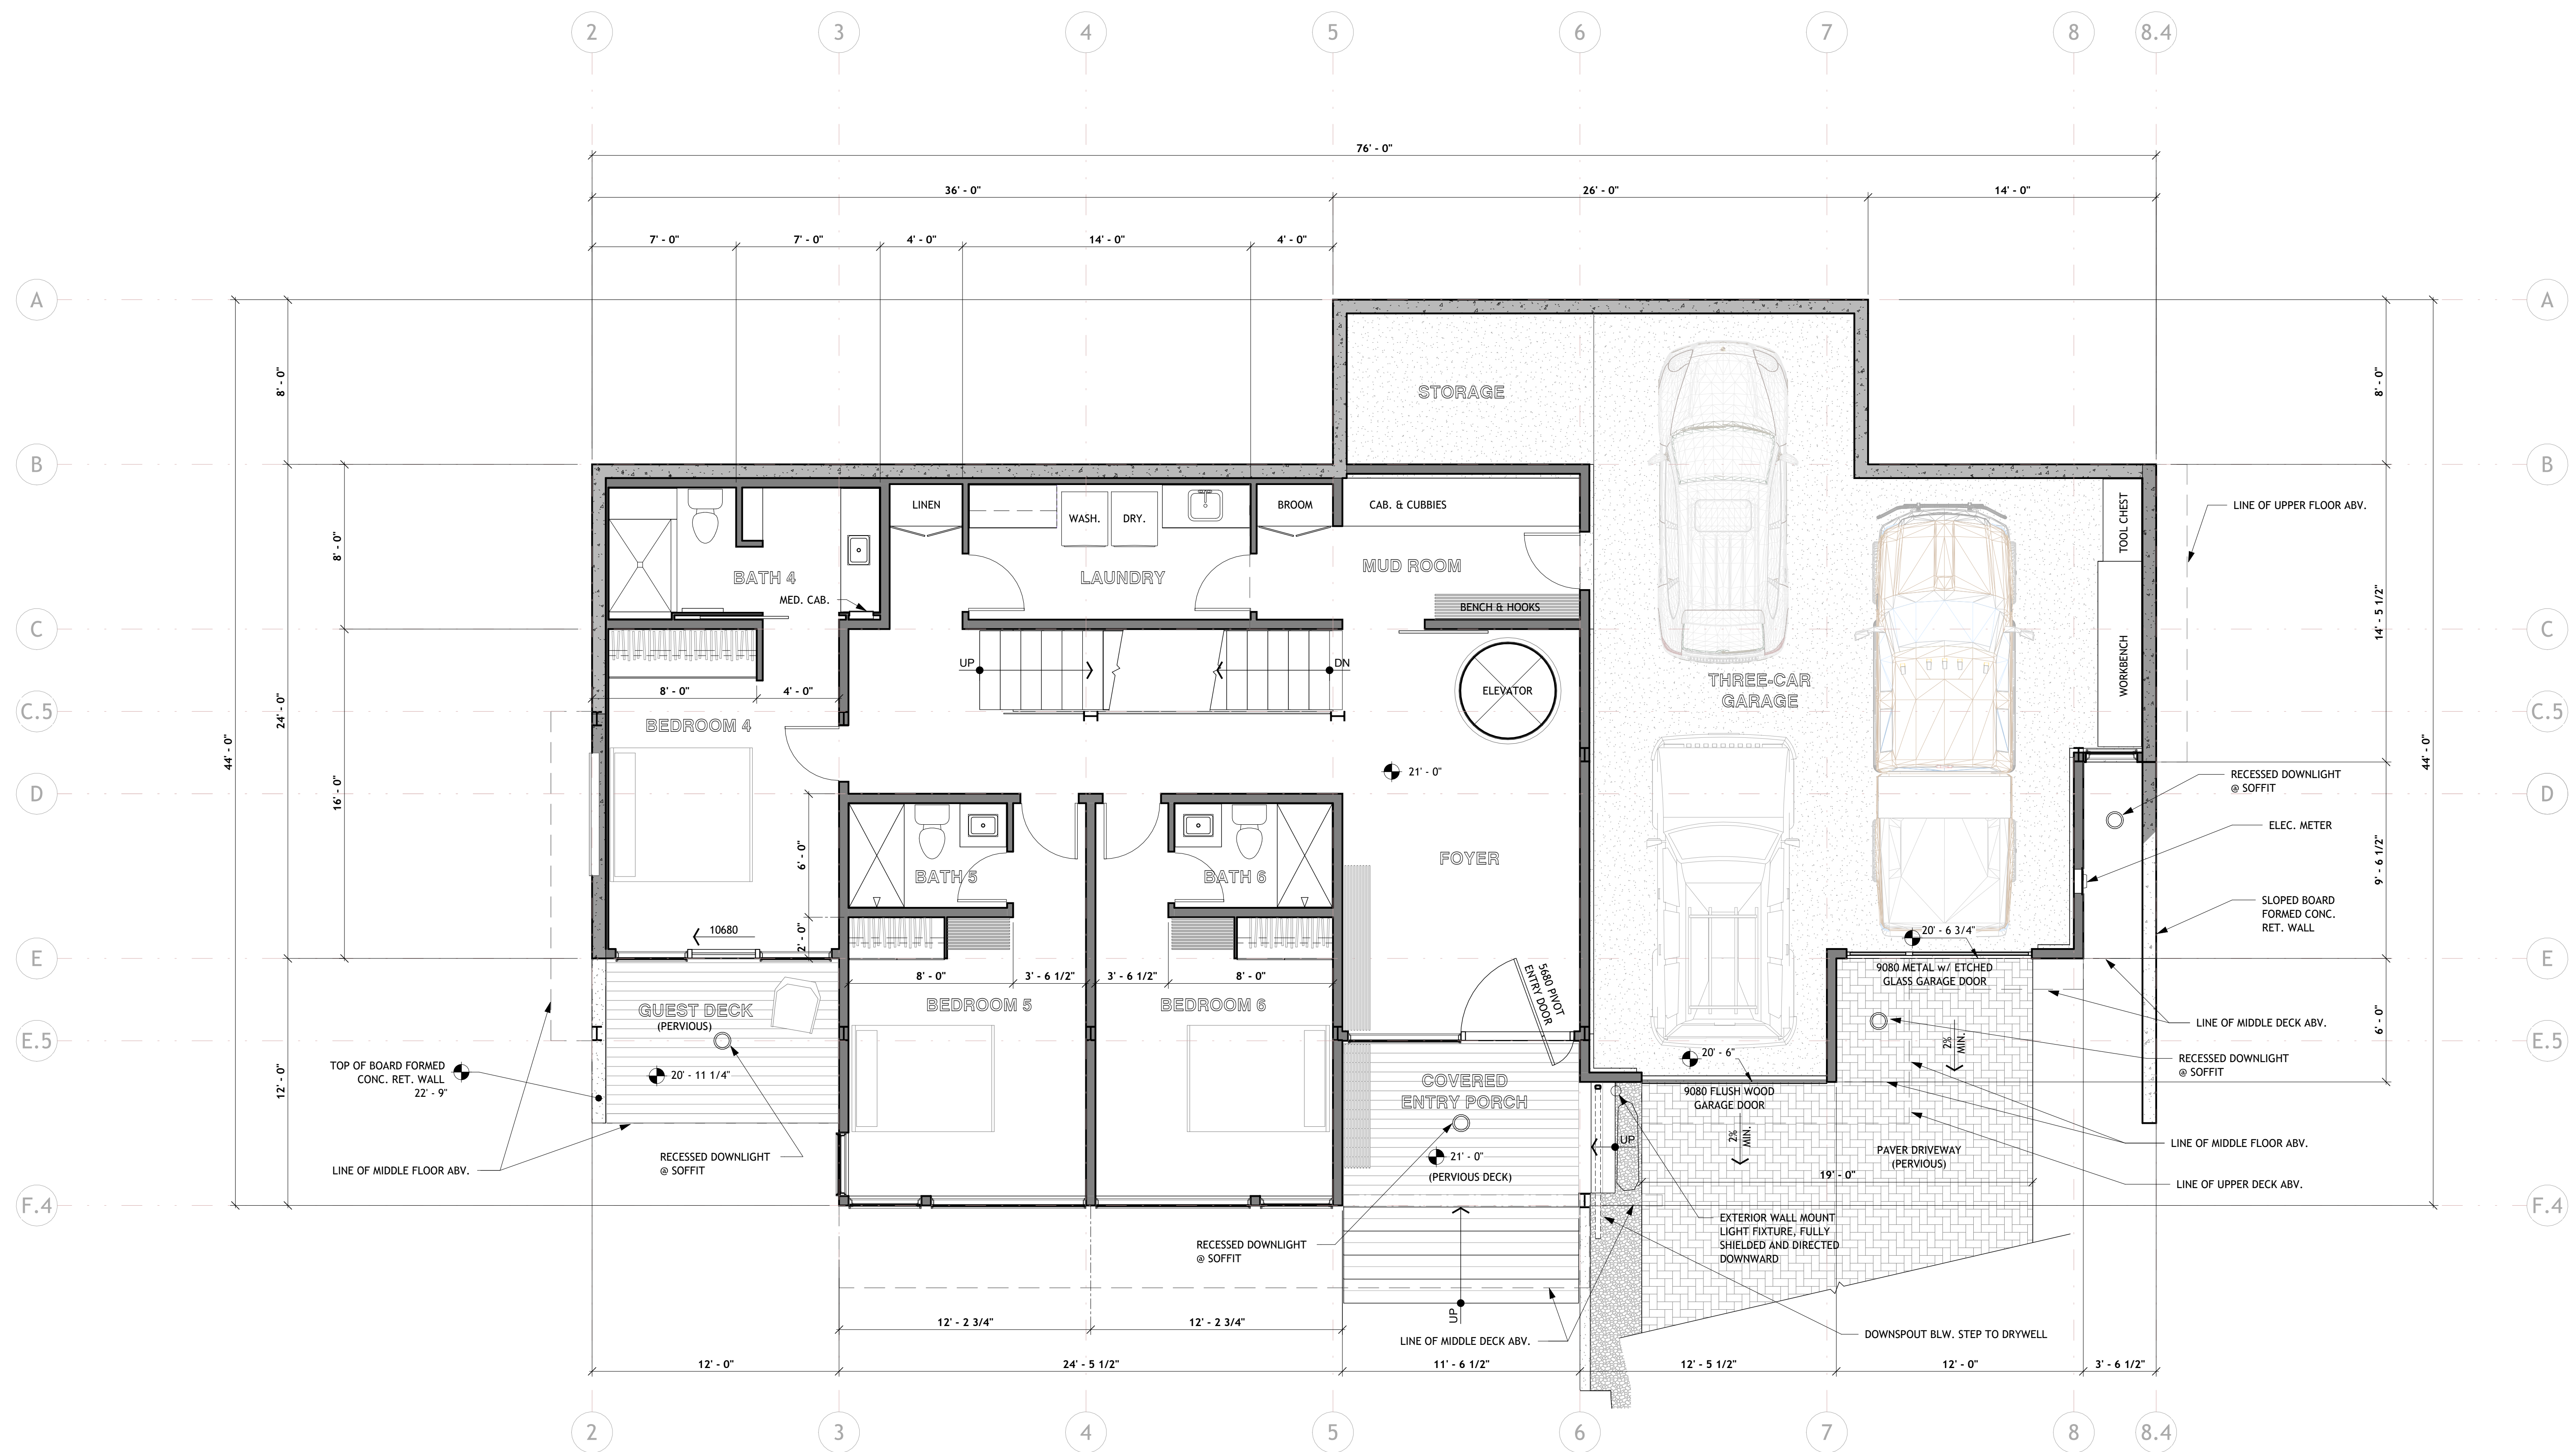 2 3 4 5 6 7 8 8.4
76' - 0"
36' - 0" 26' - 0" 14' - 0"
7' - 0" 7' - 0" 4' - 0" 14' - 0" 4' - 0"
A A
8' - 0" 8' - 0"
STORAGE
B B
LINEN
WASH.
DRY.
BROOM
CAB. & CUBBIES
TOOL CHEST
LINE OF UPPER FLOOR ABV.
8' - 0"
14' - 5 1/2"
BATH 4
MED. CAB.
LAUNDRY
MUD ROOM
BENCH & HOOKS
C C
WORKBENCH
UP
DN
ELEVATOR
THREE-CAR
GARAGE
8' - 0" 4' - 0"
BEDROOM 4
C.5 C.5
24' - 0"
44' - 0"
44' - 0"
16' - 0"
21' - 0"
D D
RECESSED DOWNLIGHT
@ SOFFIT
ELEC. METER
6' - 0"
FOYER
9' - 6 1/2"
BATH 5
BATH 6
SLOPED BOARD
FORMED CONC.
RET. WALL
10680
2' - 0"
20' - 6 3/4"
E E
9080 METAL w/ ETCHED
GLASS GARAGE DOOR
8' - 0" 3' - 6 1/2" 3' - 6 1/2" 8' - 0"
5680 PIVOT
ENTRY DOOR
GUEST DECK
(PERVIOUS)
BEDROOM 5
BEDROOM 6
LINE OF MIDDLE DECK ABV.
6' - 0"
2%
MIN.
E.5 E.5
20' - 6"
RECESSED DOWNLIGHT
@ SOFFIT
TOP OF BOARD FORMED
CONC. RET. WALL
22' - 9"
20' - 11 1/4"
COVERED
ENTRY PORCH
9080 FLUSH WOOD
GARAGE DOOR
12' - 0"
2%
MIN.
UP
LINE OF MIDDLE FLOOR ABV.
PAVER DRIVEWAY
(PERVIOUS)
RECESSED DOWNLIGHT
@ SOFFIT
21' - 0"
(PERVIOUS DECK)
19' - 0"
LINE OF MIDDLE FLOOR ABV.
LINE OF UPPER DECK ABV.
F.4 F.4
EXTERIOR WALL MOUNT
LIGHT FIXTURE, FULLY
SHIELDED AND DIRECTED
DOWNWARD
RECESSED DOWNLIGHT
@ SOFFIT
UP
12' - 2 3/4" 12' - 2 3/4"
LINE OF MIDDLE DECK ABV.
DOWNSPOUT BLW. STEP TO DRYWELL
12' - 0" 24' - 5 1/2" 11' - 6 1/2" 12' - 5 1/2" 12' - 0" 3' - 6 1/2"
2 3 4 5 6 7 8 8.4